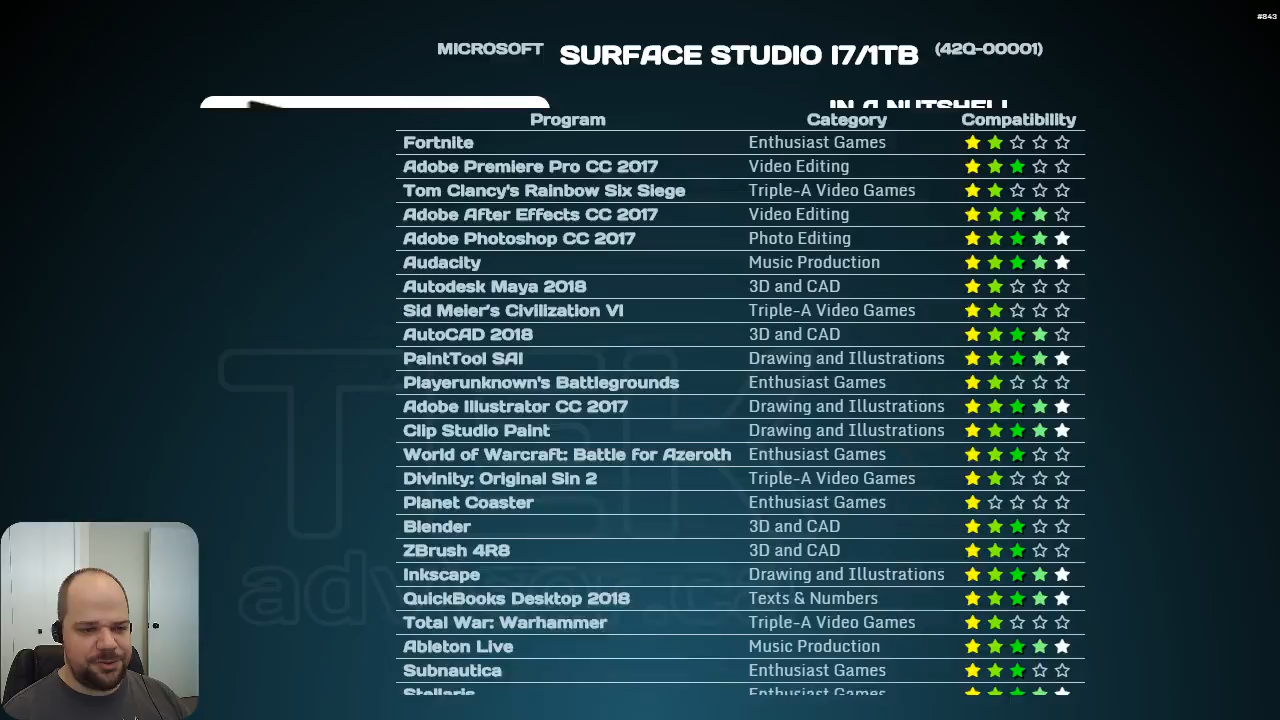 #843
MICROSOFT SURFACE STUDIO I7/1TB (42Q-00001)
IN A NUTSHELL
Program Category Compatibility
Fortnite Enthusiast Games
Adobe Premiere Pro CC 2017 Video Editing
Tom Clancy's Rainbow Six Siege Triple-A Video Games
Adobe After Effects CC 2017 Video Editing
Adobe Photoshop CC 2017 Photo Editing
Audacity Music Production
Autodesk Maya 2018 3D and CAD
Sid Meier's Civilization VI Triple-A Video Games
AutoCAD 2018 3D and CAD
PaintTool SAI Drawing and Illustrations
Playerunknown's Battlegrounds Enthusiast Games
Adobe Illustrator CC 2017 Drawing and Illustrations
Clip Studio Paint Drawing and Illustrations
World of Warcraft: Battle for Azeroth Enthusiast Games
Divinity: Original Sin 2 Triple-A Video Games
Planet Coaster Enthusiast Games
Blender 3D and CAD
ZBrush 4R8 3D and CAD
Inkscape Drawing and Illustrations
QuickBooks Desktop 2018 Texts & Numbers
Total War: Warhammer Triple-A Video Games
Ableton Live Music Production
Subnautica Enthusiast Games
Stellaris Enthusiast Games